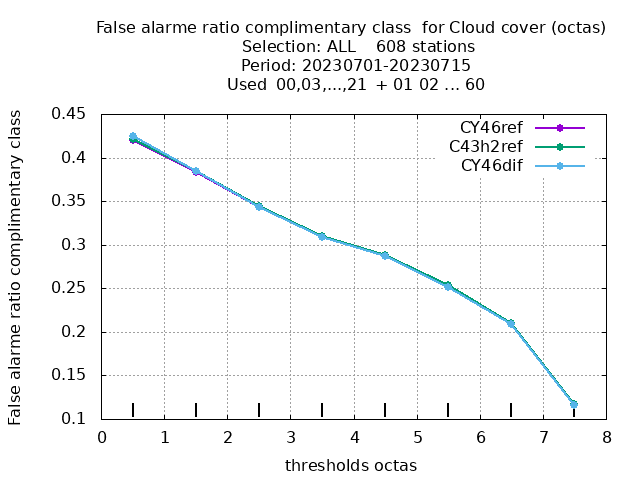 False alarme ratio complimentary class  for Cloud cover (octas)
Selection: ALL    608 stations
Period: 20230701-20230715
Used  00,03,...,21  + 01 02 ... 60
False alarme ratio complimentary class
0.45
0.4
0.35
0.3
0.25
0.2
0.15
0.1
CY46ref
C43h2ref
CY46dif
0 1 2 3 4 5 6 7 8
thresholds octas